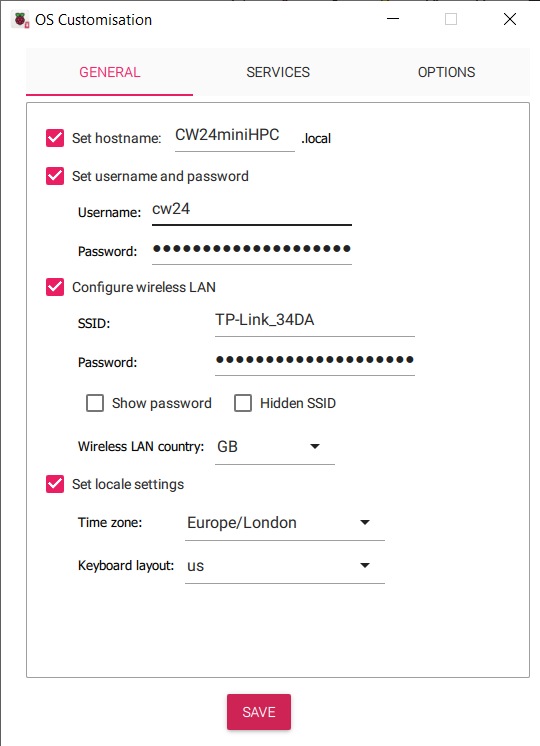 OS Customisation
GENERAL SERVICES OPTIONS
Set hostname: CW24miniHPC .local
Set username and password
Username: cw24
Password: ••••••••••••••••••••
Configure wireless LAN
SSID: TP-Link_34DA
Password: ••••••••••••••••••••
Show password Hidden SSID
Wireless LAN country: GB
Set locale settings
Time zone: Europe/London
Keyboard layout: us
SAVE